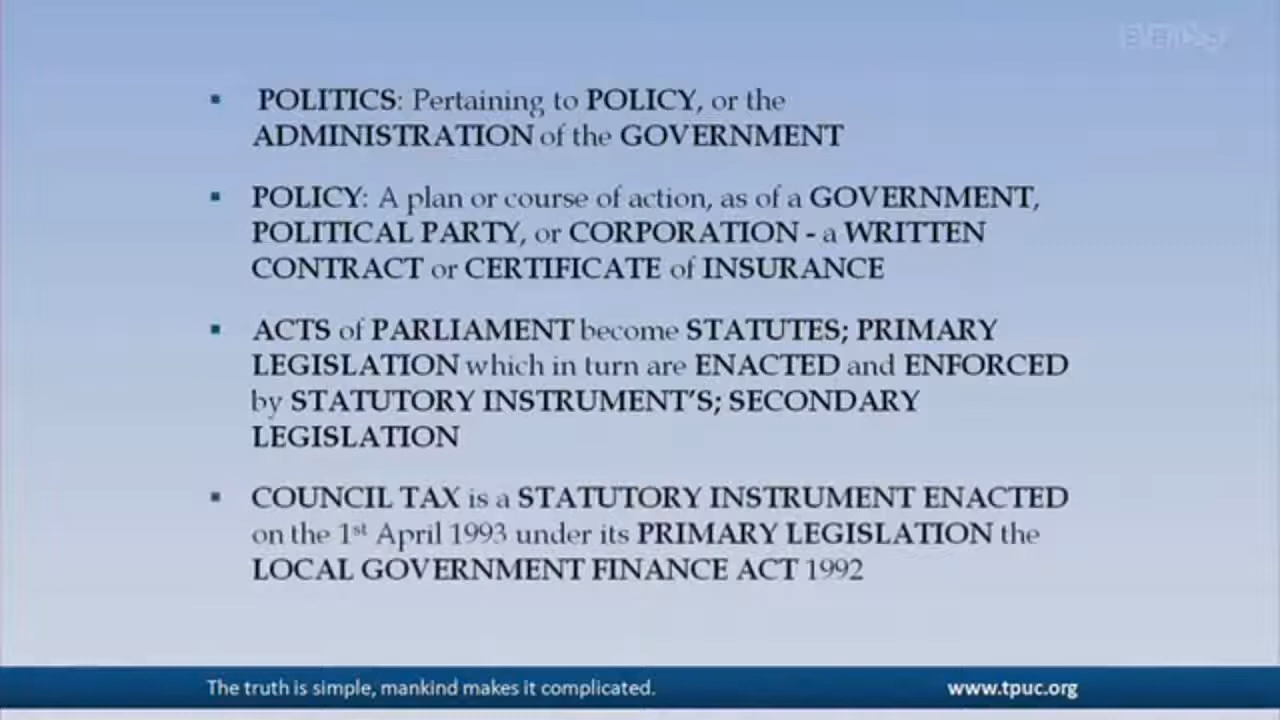 ▪ POLITICS: Pertaining to POLICY, or the
ADMINISTRATION of the GOVERNMENT
▪ POLICY: A plan or course of action, as of a GOVERNMENT,
POLITICAL PARTY, or CORPORATION - a WRITTEN
CONTRACT or CERTIFICATE of INSURANCE
▪ ACTS of PARLIAMENT become STATUTES; PRIMARY
LEGISLATION which in turn are ENACTED and ENFORCED
by STATUTORY INSTRUMENT'S; SECONDARY
LEGISLATION
▪ COUNCIL TAX is a STATUTORY INSTRUMENT ENACTED
on the 1st April 1993 under its PRIMARY LEGISLATION the
LOCAL GOVERNMENT FINANCE ACT 1992
The truth is simple, mankind makes it complicated.
www.tpuc.org